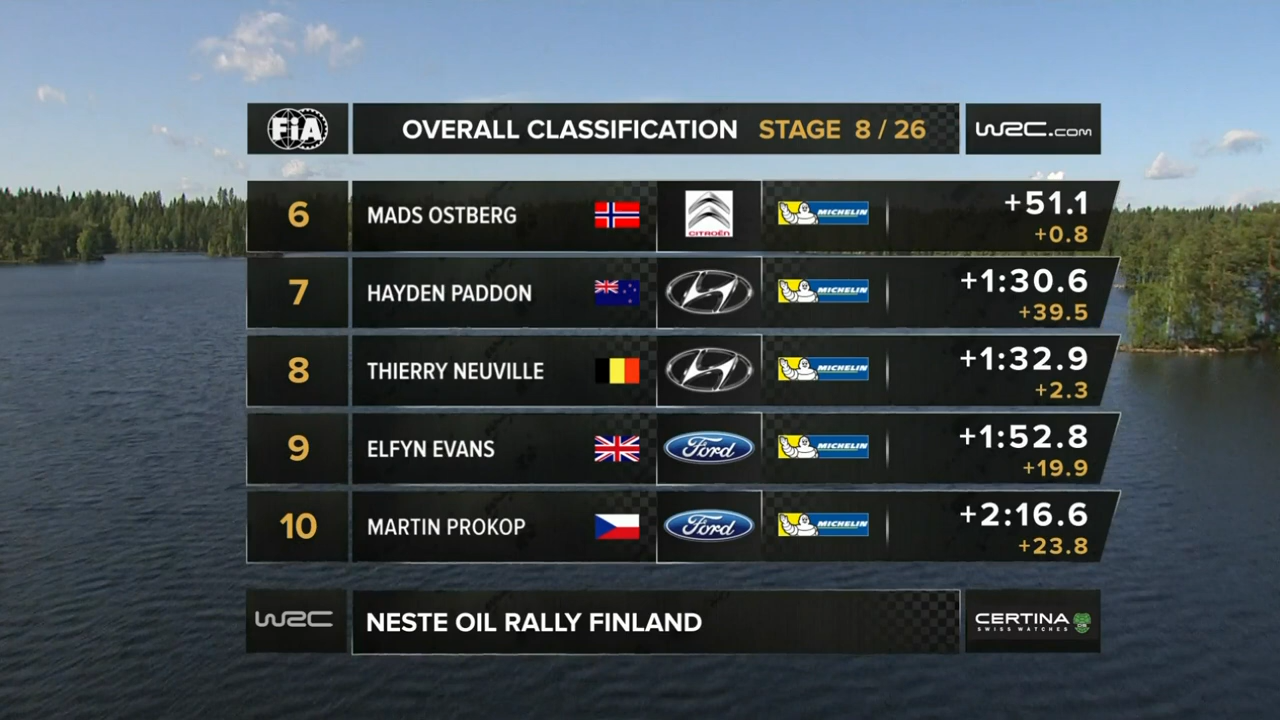 FiA OVERALL CLASSIFICATION STAGE 8 / 26 WRC.COM
6 MADS OSTBERG CITROËN MICHELIN +51.1
+0.8
7 HAYDEN PADDON MICHELIN +1:30.6
+39.5
8 THIERRY NEUVILLE MICHELIN +1:32.9
+2.3
9 ELFYN EVANS Ford MICHELIN +1:52.8
+19.9
10 MARTIN PROKOP Ford MICHELIN +2:16.6
+23.8
WRC NESTE OIL RALLY FINLAND CERTINA
SWISS WATCHES